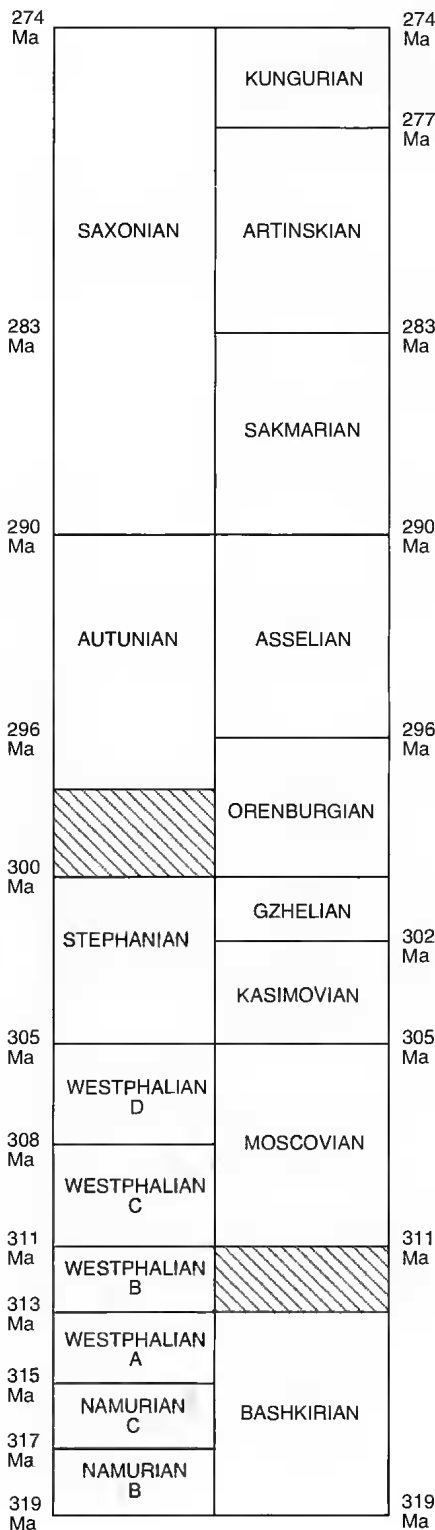 274
Ma
274
Ma
KUNGURIAN
277
Ma
SAXONIAN
ARTINSKIAN
283
Ma
283
Ma
SAKMARIAN
290
Ma
290
Ma
AUTUNIAN
ASSELIAN
296
Ma
296
Ma
ORENBURGIAN
300
Ma
GZHELIAN
STEPHANIAN
302
Ma
KASIMOVIAN
305
Ma
305
Ma
WESTPHALIAN
D
MOSCOVIAN
308
Ma
WESTPHALIAN
C
311
Ma
311
Ma
WESTPHALIAN
B
313
Ma
WESTPHALIAN
A
315
Ma
NAMURIAN
C
BASHKIRIAN
317
Ma
NAMURIAN
B
319
Ma
319
Ma